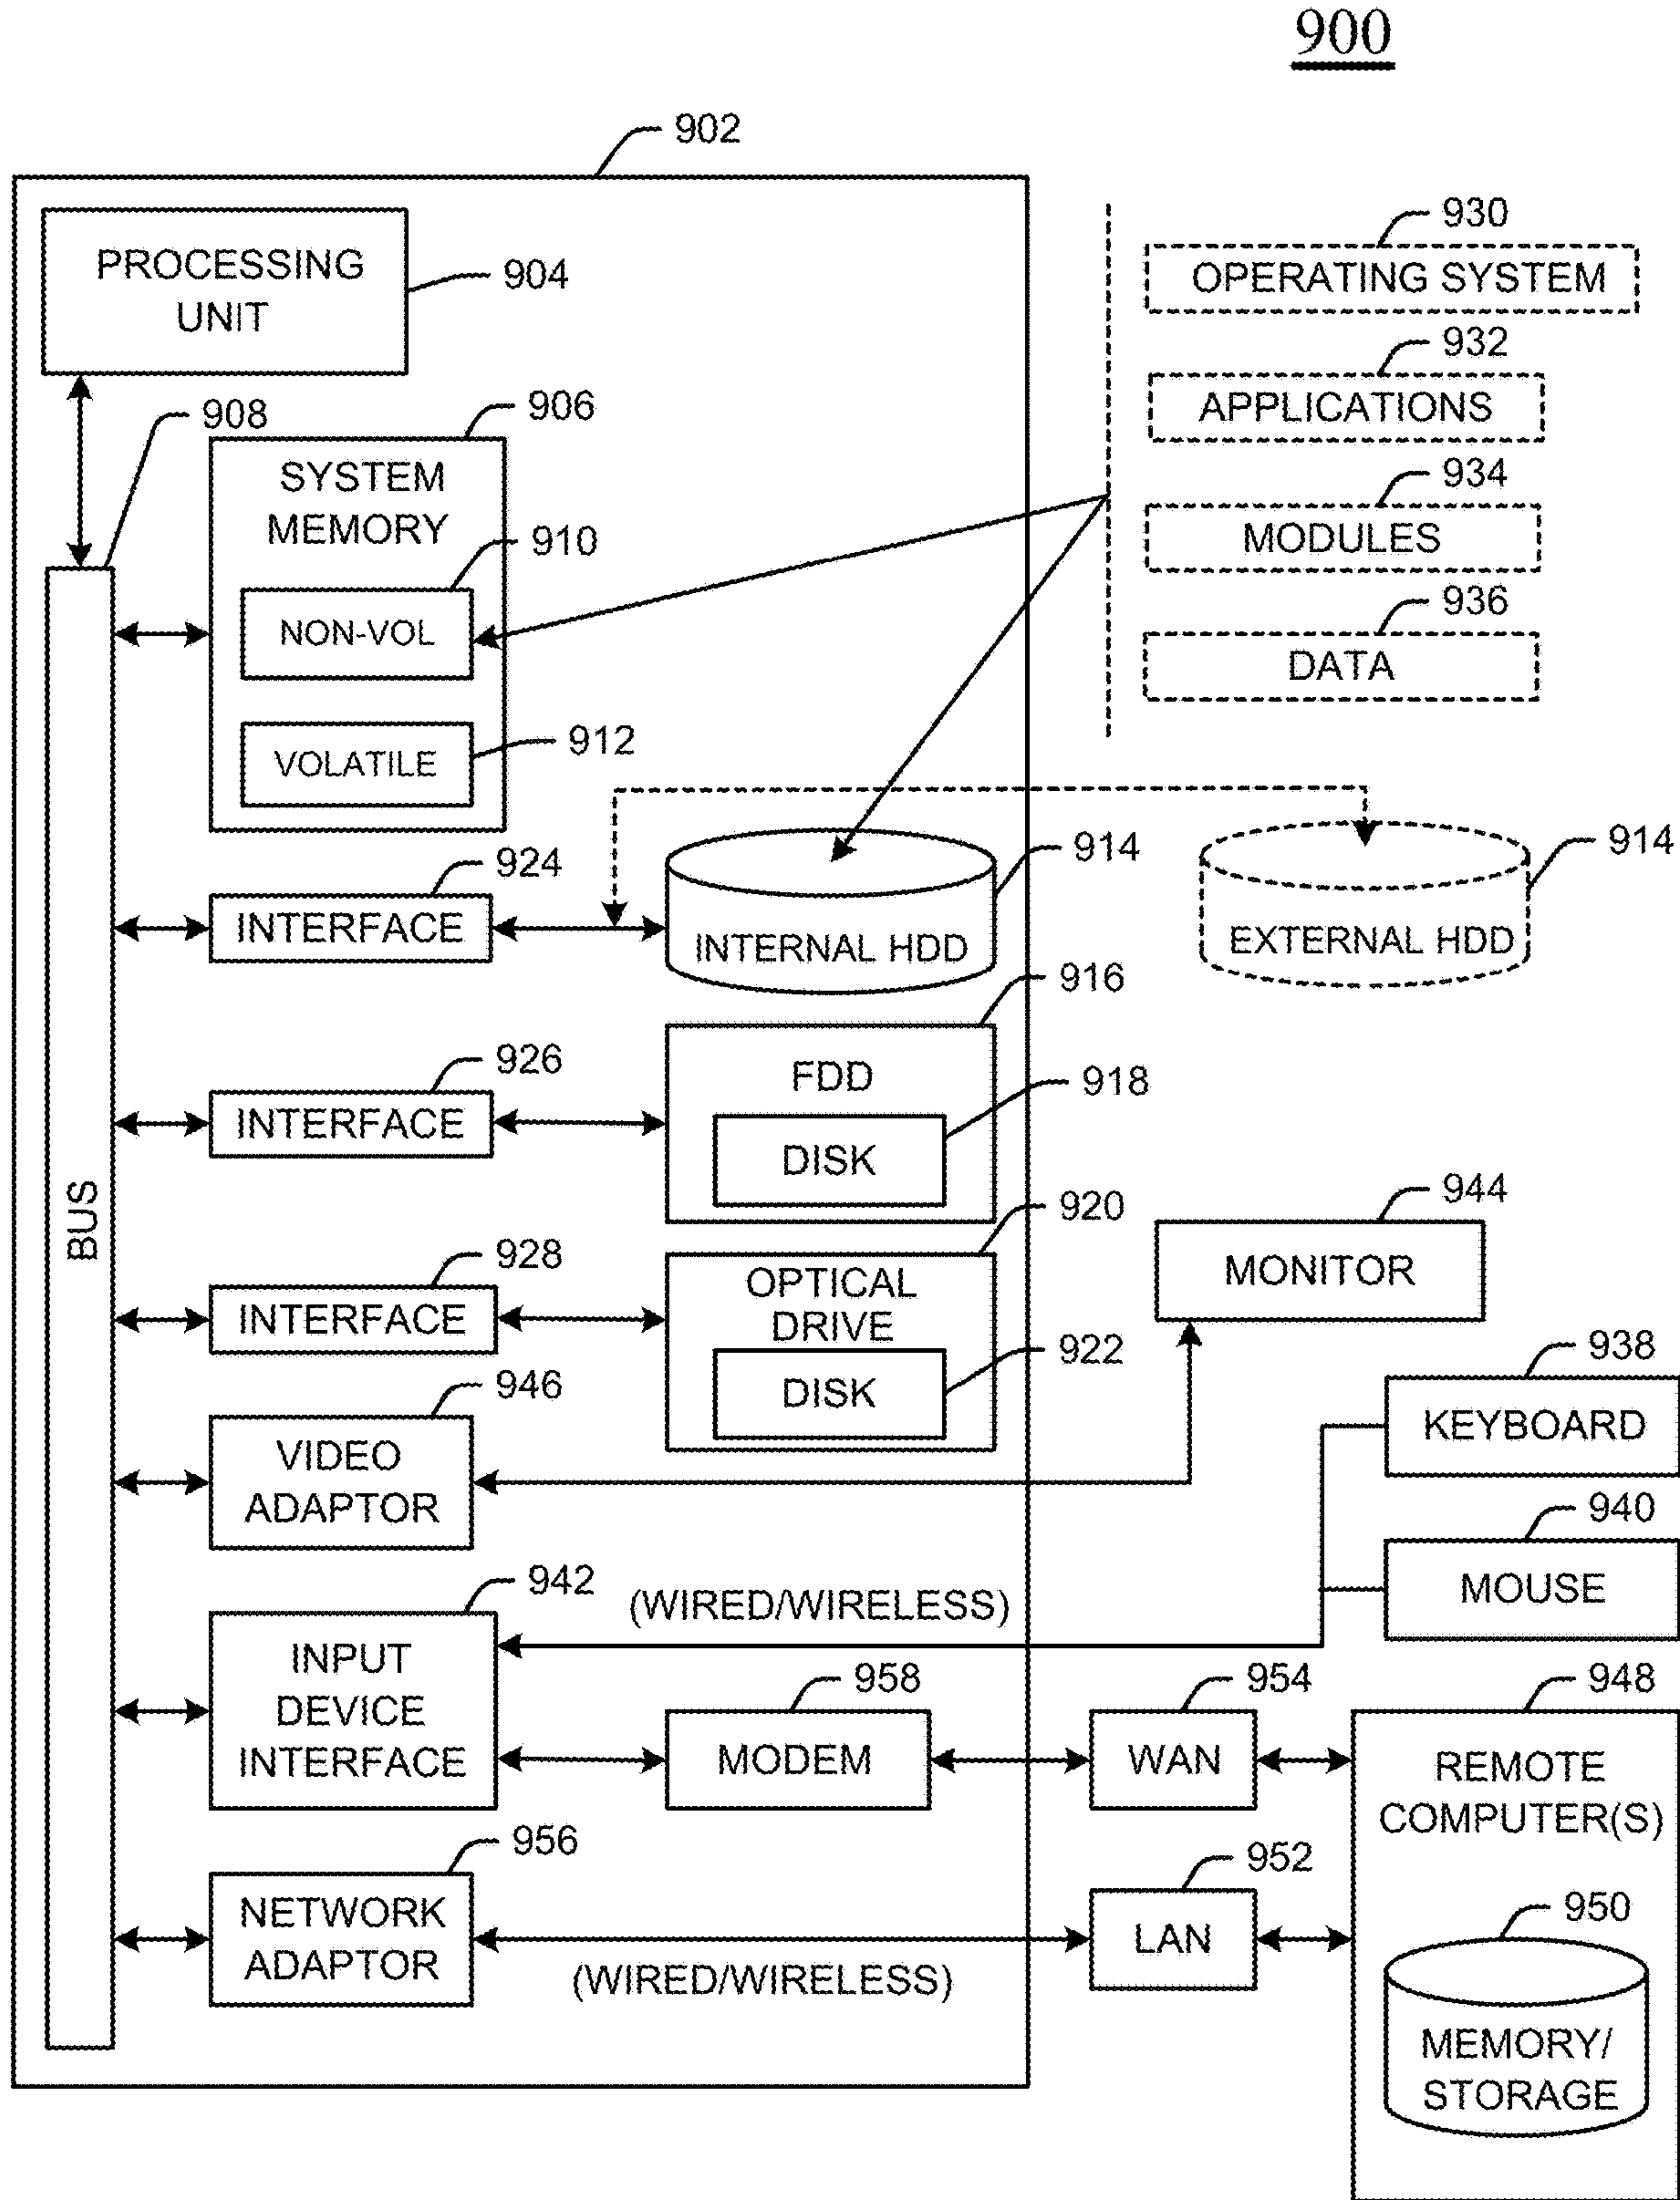 900
902
PROCESSING
UNIT
904
908
906
SYSTEM
MEMORY
910
NON-VOL
912
VOLATILE
930
OPERATING SYSTEM
932
APPLICATIONS
934
MODULES
936
DATA
BUS
924
INTERFACE
914
INTERNAL HDD
914
EXTERNAL HDD
926
INTERFACE
916
FDD
918
DISK
928
INTERFACE
920
OPTICAL
DRIVE
922
DISK
944
MONITOR
946
VIDEO
ADAPTOR
938
KEYBOARD
940
MOUSE
942
INPUT
DEVICE
INTERFACE
(WIRED/WIRELESS)
958
MODEM
954
WAN
948
REMOTE
COMPUTER(S)
956
NETWORK
ADAPTOR
(WIRED/WIRELESS)
952
LAN
950
MEMORY/
STORAGE